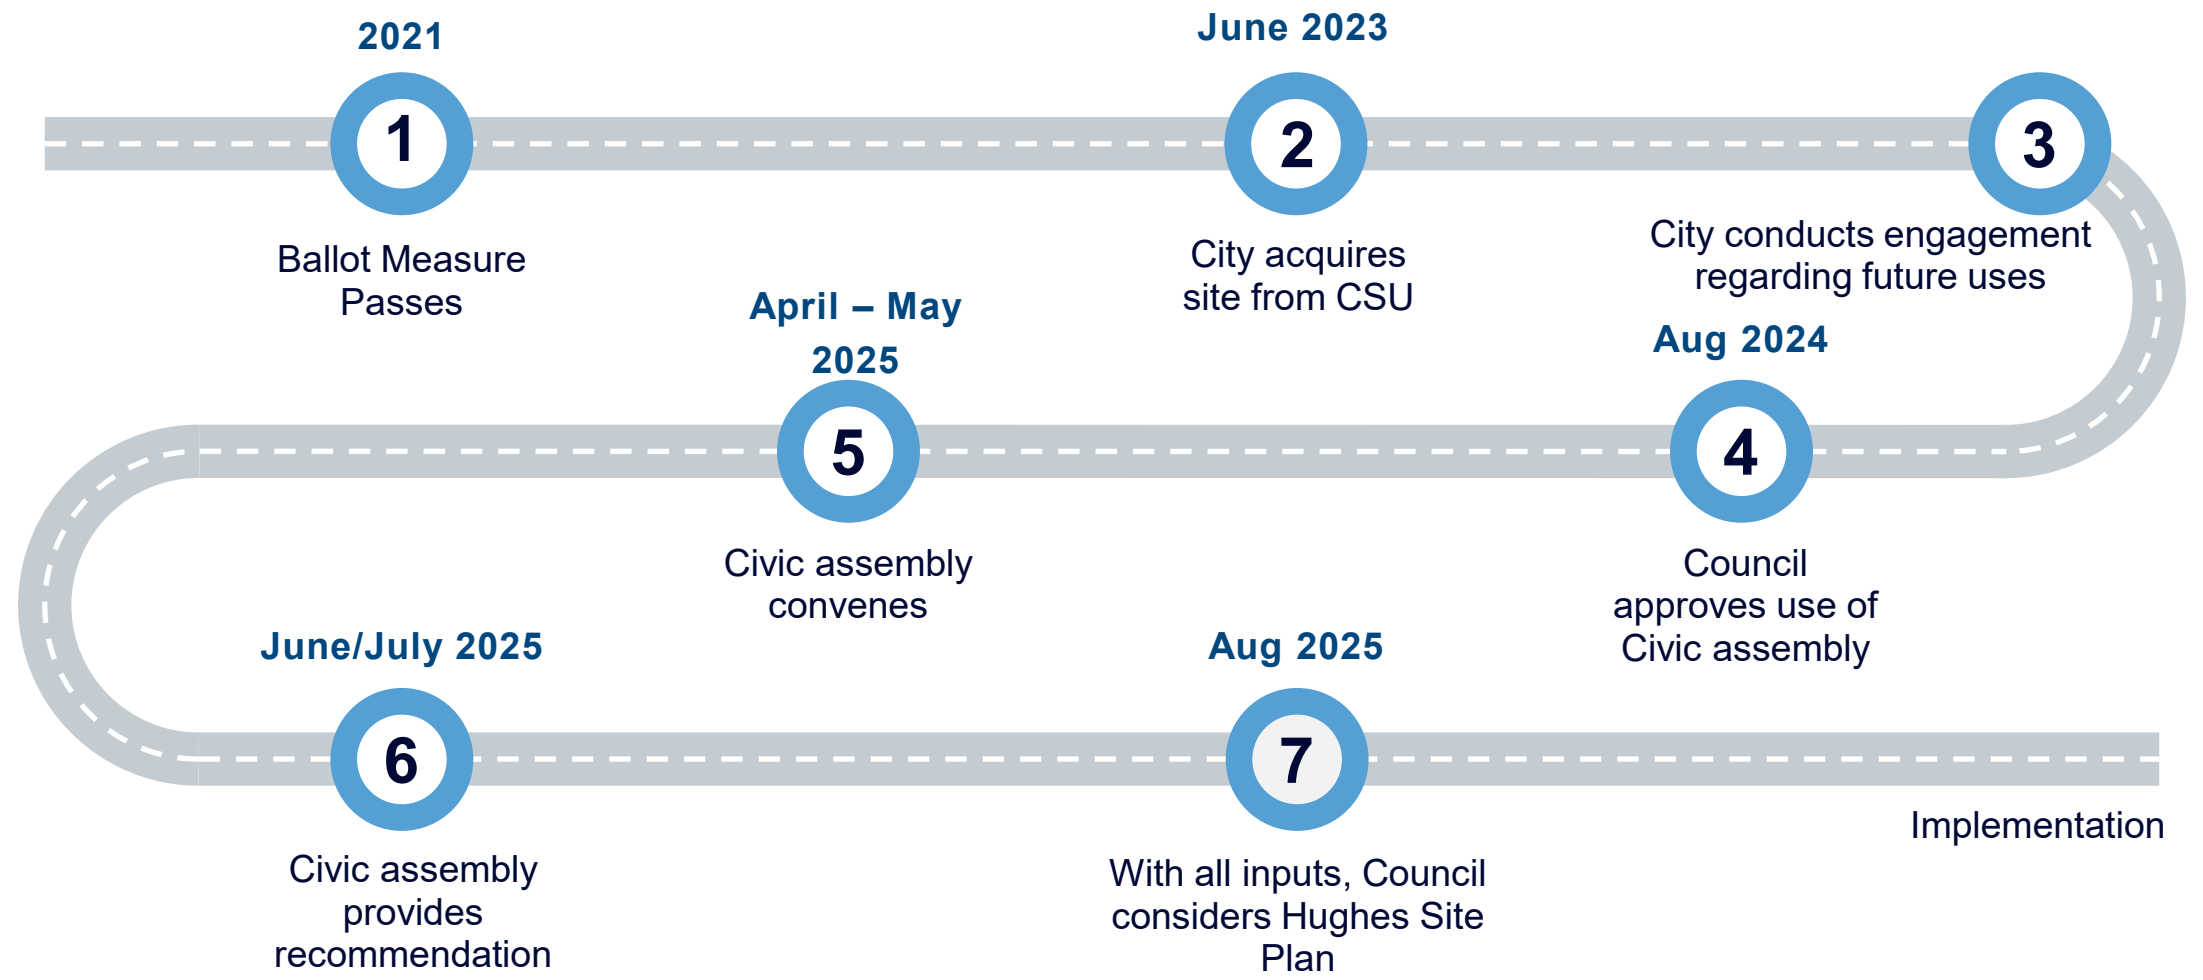 2021
1
Ballot Measure
Passes
June 2023
2
City acquires
site from CSU
3
City conducts engagement
regarding future uses
Aug 2024
4
Council
approves use of
Civic assembly
April – May
2025
5
Civic assembly
convenes
June/July 2025
6
Civic assembly
provides
recommendation
Aug 2025
7
With all inputs, Council
considers Hughes Site
Plan
Implementation